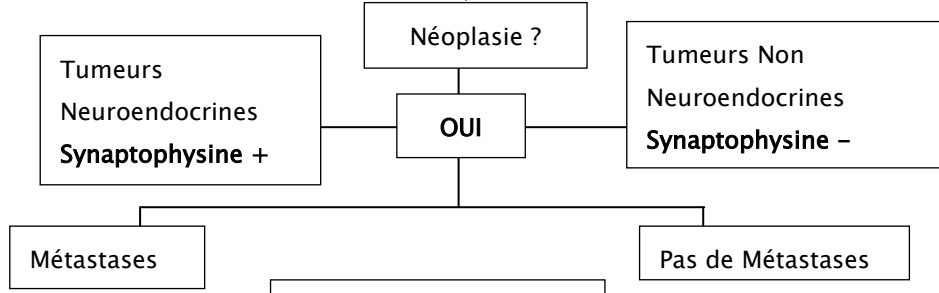 Néoplasie ?
Tumeurs
Neuroendocrines
Synaptophysine +
OUI
Tumeurs Non
Neuroendocrines
Synaptophysine –
Métastases
Pas de Métastases